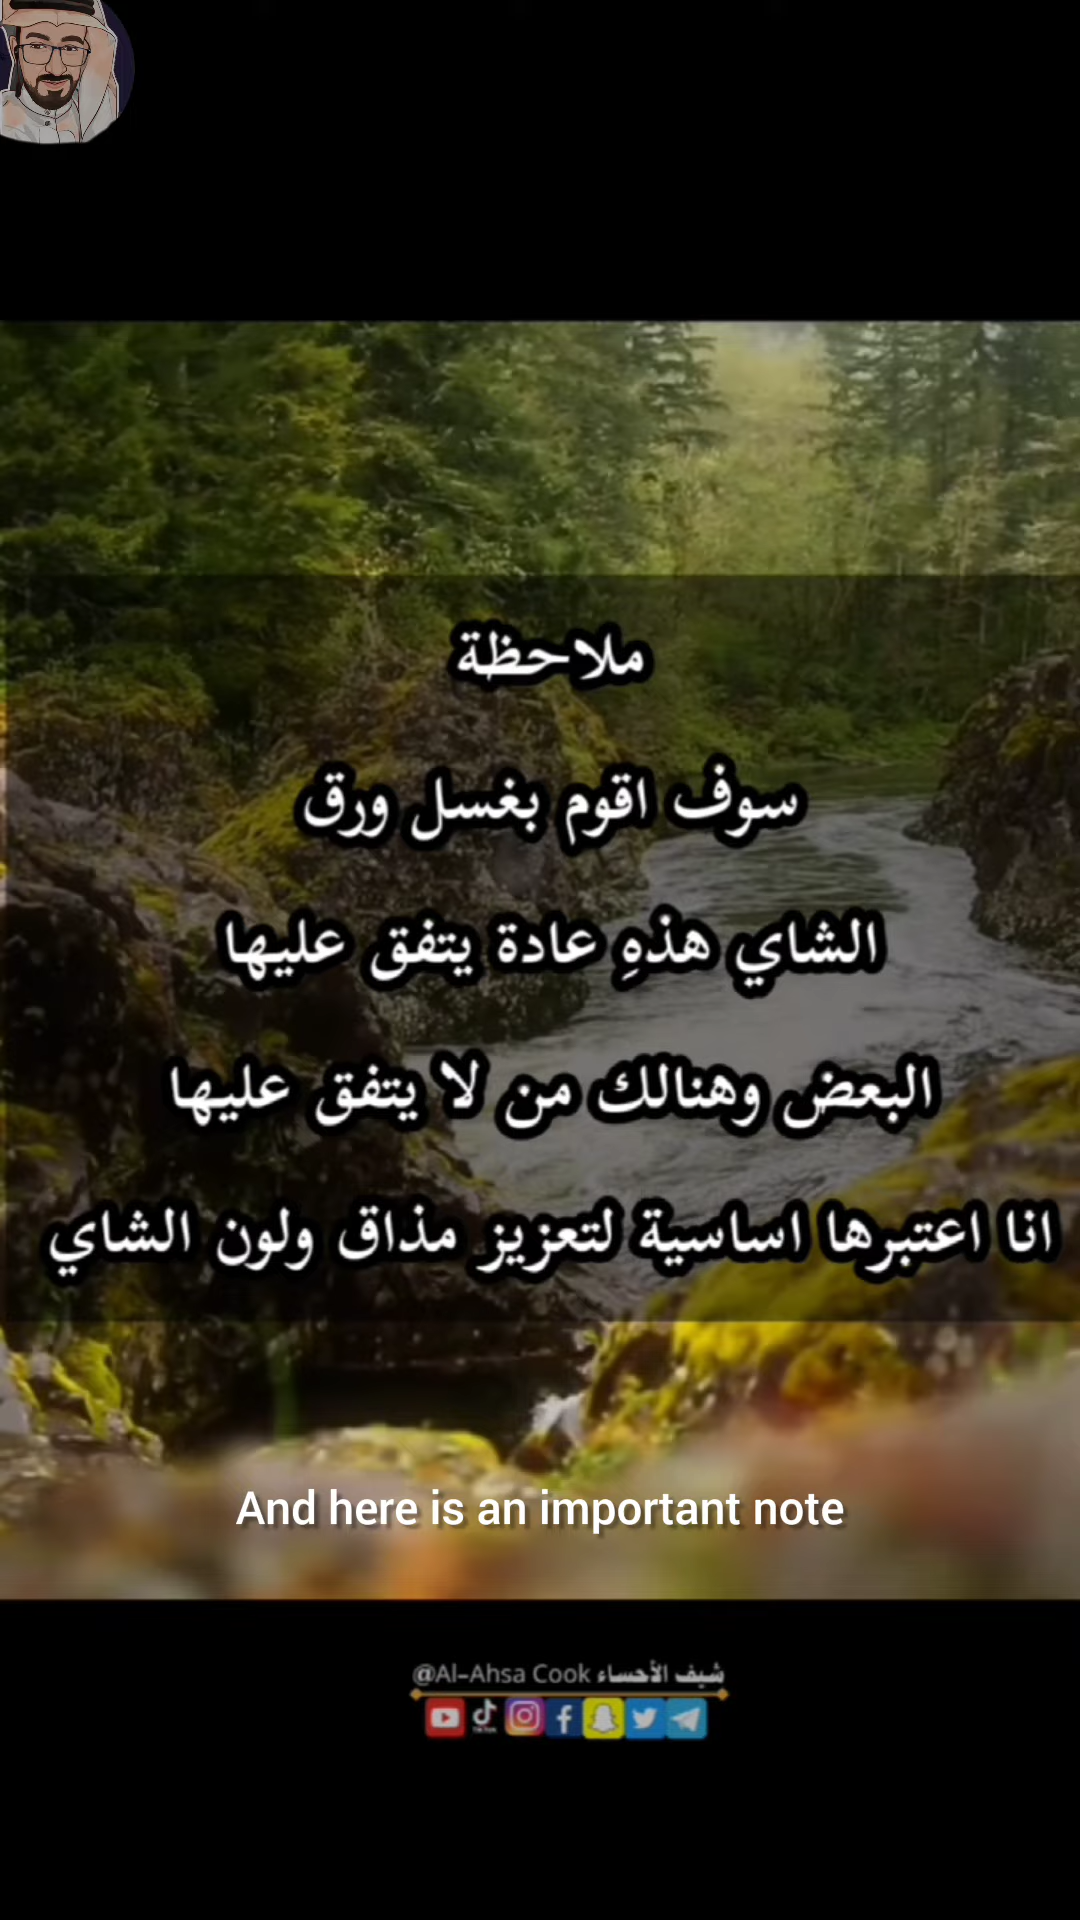 ملاحظة
سوف اقوم بغسل ورق
الشاي هذهِ عادة يتفق عليها
البعض وهنالك من لا يتفق عليها
انا اعتبرها اساسية لتعزيز مذاق ولون الشاي
And here is an important note
@Al-Ahsa Cook شيف الأحساء
TikTok